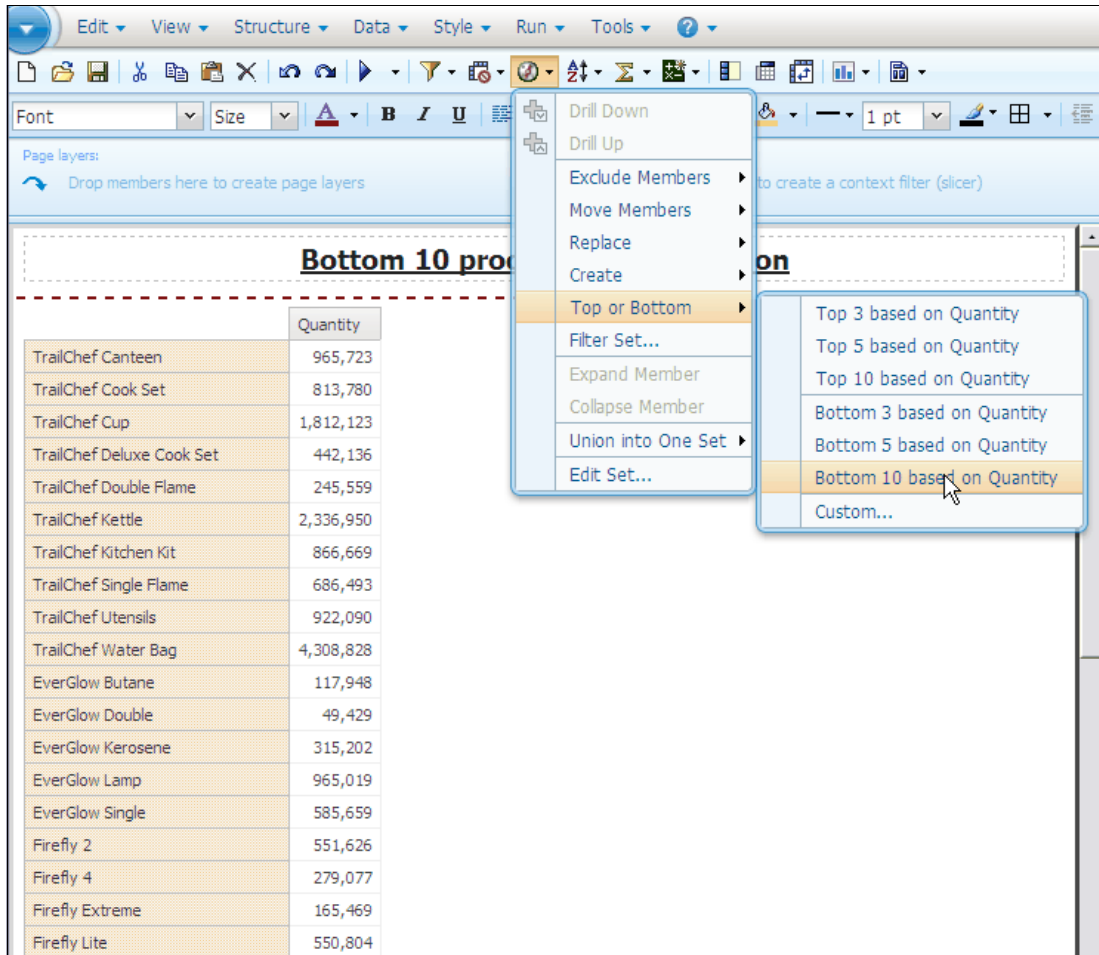 Edit View Structure Data Style Run Tools ?
Font Size A B I U 1 pt
Page layers:
Drop members here to create page layers
to create a context filter (slicer)
Drill Down
Drill Up
Exclude Members
Move Members
Replace
Create
Top or Bottom
Filter Set...
Expand Member
Collapse Member
Union into One Set
Edit Set...
Top 3 based on Quantity
Top 5 based on Quantity
Top 10 based on Quantity
Bottom 3 based on Quantity
Bottom 5 based on Quantity
Bottom 10 based on Quantity
Custom...
Bottom 10 proc on
Quantity
TrailChef Canteen 965,723
TrailChef Cook Set 813,780
TrailChef Cup 1,812,123
TrailChef Deluxe Cook Set 442,136
TrailChef Double Flame 245,559
TrailChef Kettle 2,336,950
TrailChef Kitchen Kit 866,669
TrailChef Single Flame 686,493
TrailChef Utensils 922,090
TrailChef Water Bag 4,308,828
EverGlow Butane 117,948
EverGlow Double 49,429
EverGlow Kerosene 315,202
EverGlow Lamp 965,019
EverGlow Single 585,659
Firefly 2 551,626
Firefly 4 279,077
Firefly Extreme 165,469
Firefly Lite 550,804